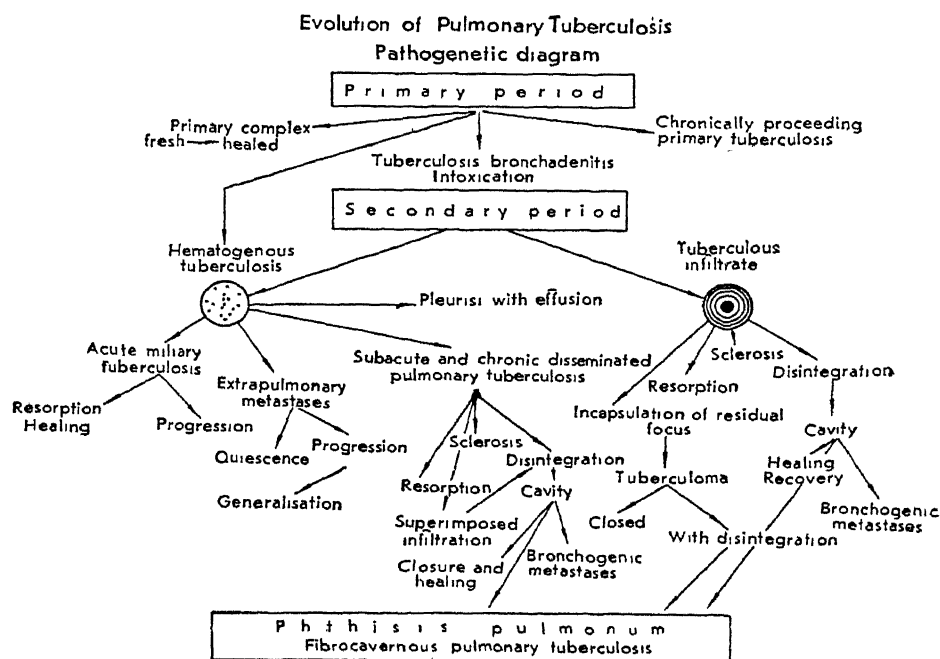 Evolution of Pulmonary Tuberculosis
Pathogenetic diagram
Primary period
Primary complex
fresh healed
Chronically proceeding
primary tuberculosis
Tuberculosis bronchadenitis
Intoxication
Secondary period
Hematogenous
tuberculosis
Tuberculous
infiltrate
Pleurisi with effusion
Acute miliary
tuberculosis
Resorption
Healing
Progression
Extrapulmonary
metastases
Quiescence
Progression
Generalisation
Subacute and chronic disseminated
pulmonary tuberculosis
Sclerosis
Disintegration
Resorption
Cavity
Superimposed
infiltration
Closure and
healing
Bronchogenic
metastases
Sclerosis
Resorption
Disintegration
Incapsulation of residual
focus
Cavity
Tuberculoma
Healing
Recovery
Closed
With disintegration
Bronchogenic
metastases
Phthisis pulmonum
Fibrocavernous pulmonary tuberculosis